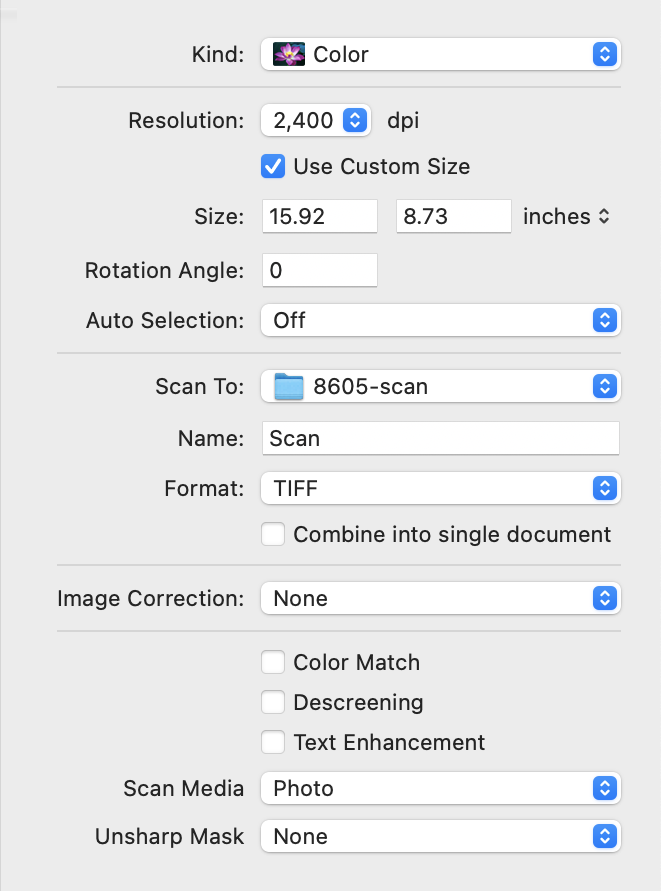 Kind: Color
Resolution: 2,400 dpi
Use Custom Size
Size: 15.92 8.73 inches
Rotation Angle: 0
Auto Selection: Off
Scan To: 8605-scan
Name: Scan
Format: TIFF
Combine into single document
Image Correction: None
Color Match
Descreening
Text Enhancement
Scan Media Photo
Unsharp Mask None